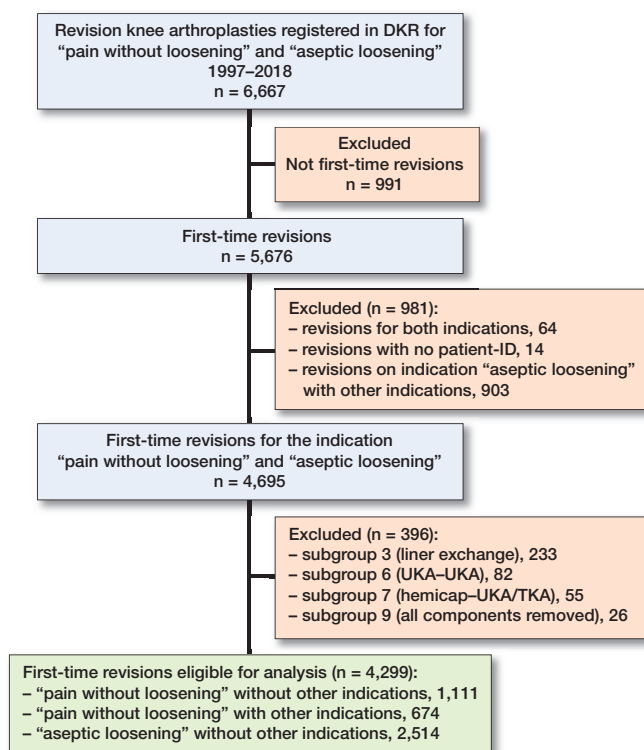 Revision knee arthroplasties registered in DKR for
“pain without loosening” and “aseptic loosening”
1997–2018
n = 6,667
Excluded
Not first-time revisions
n = 991
First-time revisions
n = 5,676
Excluded (n = 981):
– revisions for both indications, 64
– revisions with no patient-ID, 14
– revisions on indication “aseptic loosening”
with other indications, 903
First-time revisions for the indication
“pain without loosening” and “aseptic loosening”
n = 4,695
Excluded (n = 396):
– subgroup 3 (liner exchange), 233
– subgroup 6 (UKA–UKA), 82
– subgroup 7 (hemicap–UKA/TKA), 55
– subgroup 9 (all components removed), 26
First-time revisions eligible for analysis (n = 4,299):
– “pain without loosening” without other indications, 1,111
– “pain without loosening” with other indications, 674
– “aseptic loosening” without other indications, 2,514